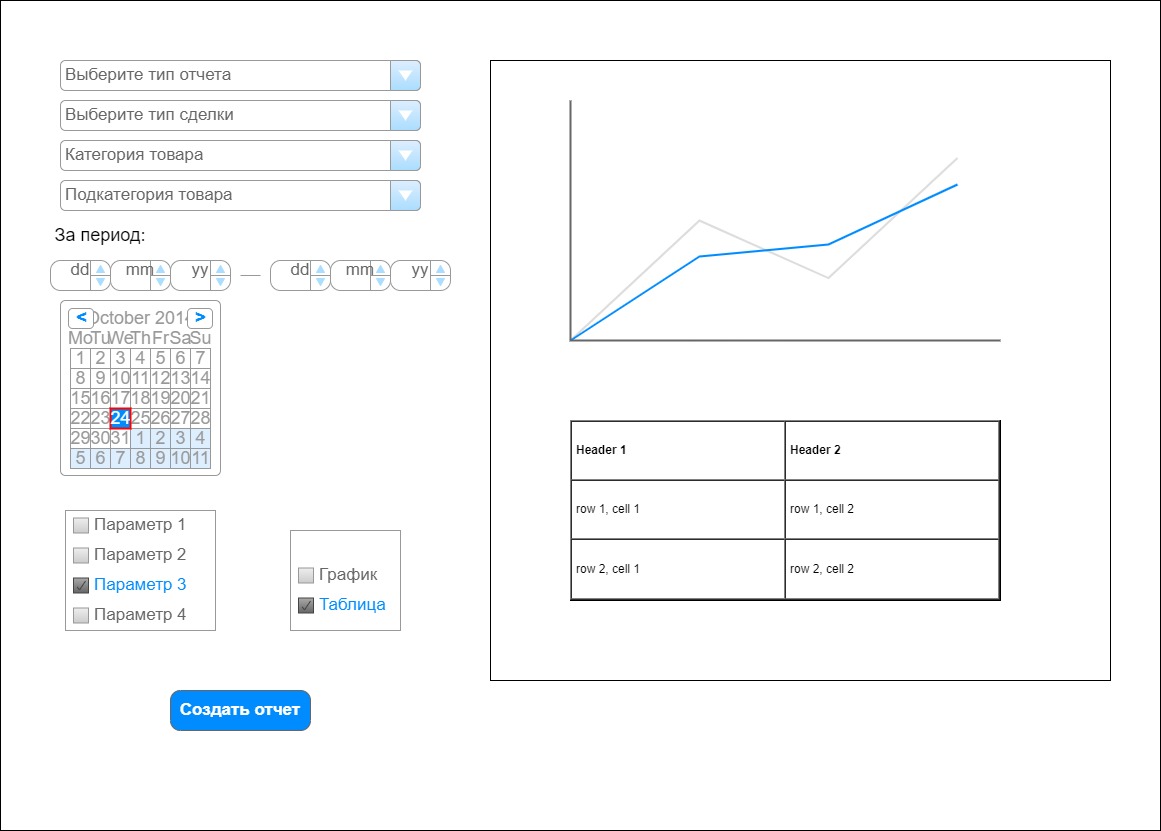 Выберите тип отчета
Выберите тип сделки
Категория товара
Подкатегория товара
За период:
dd mm yy — dd mm yy
< October 2014 >
Mo Tu We Th Fr Sa Su
1 2 3 4 5 6 7
8 9 10 11 12 13 14
15 16 17 18 19 20 21
22 23 24 25 26 27 28
29 30 31 1 2 3 4
5 6 7 8 9 10 11
Параметр 1
Параметр 2
Параметр 3
Параметр 4
График
Таблица
Создать отчет
Header 1 Header 2
row 1, cell 1 row 1, cell 2
row 2, cell 1 row 2, cell 2